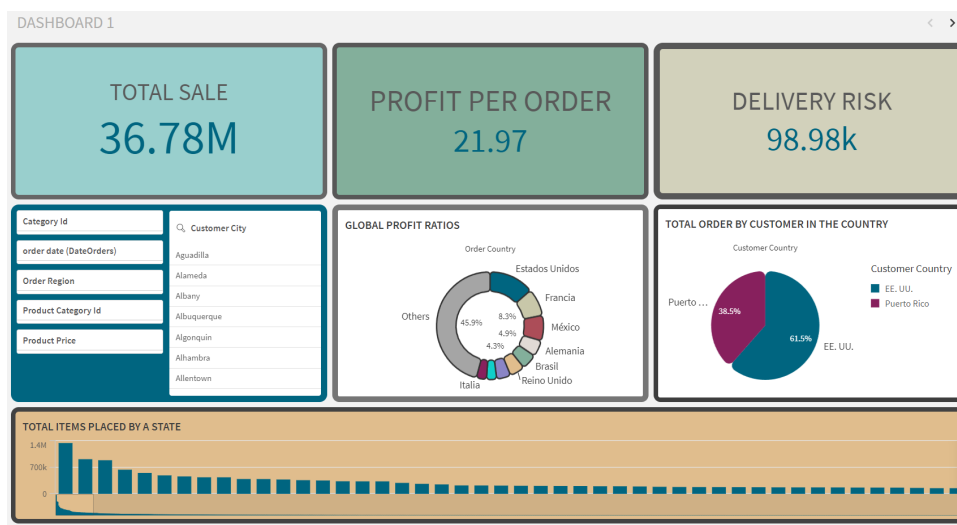 DASHBOARD 1
TOTAL SALE
36.78M
PROFIT PER ORDER
21.97
DELIVERY RISK
98.98k
Category Id
order date (DateOrders)
Order Region
Product Category Id
Product Price
Customer City
Aguadilla
Alameda
Albany
Albuquerque
Algonquin
Alhambra
Allentown
GLOBAL PROFIT RATIOS
Order Country
Estados Unidos
Francia
México
Alemania
Brasil
Reino Unido
Italia
Others
45.9%
8.3%
4.9%
4.3%
TOTAL ORDER BY CUSTOMER IN THE COUNTRY
Customer Country
Puerto ...
38.5%
61.5%
EE. UU.
Customer Country
EE. UU.
Puerto Rico
TOTAL ITEMS PLACED BY A STATE
1.4M
700k
0